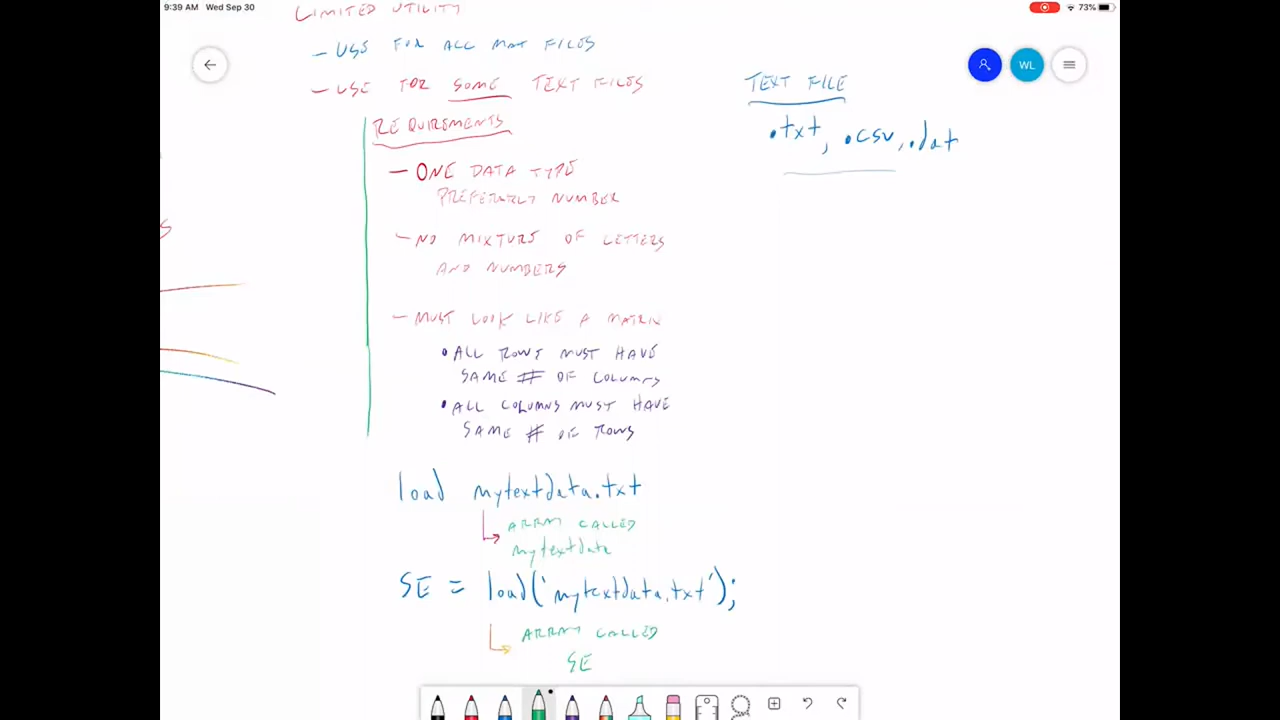 9:39 AM Wed Sep 30
73%
LIMITED UTILITY
- USE FOR ALL MAT FILES
- USE FOR SOME TEXT FILES
REQUIREMENTS
- ONE DATA TYPE
PREFERABLY NUMBER
- NO MIXTURE OF LETTERS
AND NUMBERS
- MUST LOOK LIKE A MATRIX
• ALL ROWS MUST HAVE
SAME # OF COLUMNS
• ALL COLUMNS MUST HAVE
SAME # OF ROWS
load mytextdata.txt
ARRAY CALLED
mytextdata
SE = load('mytextdata.txt');
ARRAY CALLED
SE
TEXT FILE
.txt, .csv, .dat
WL
S